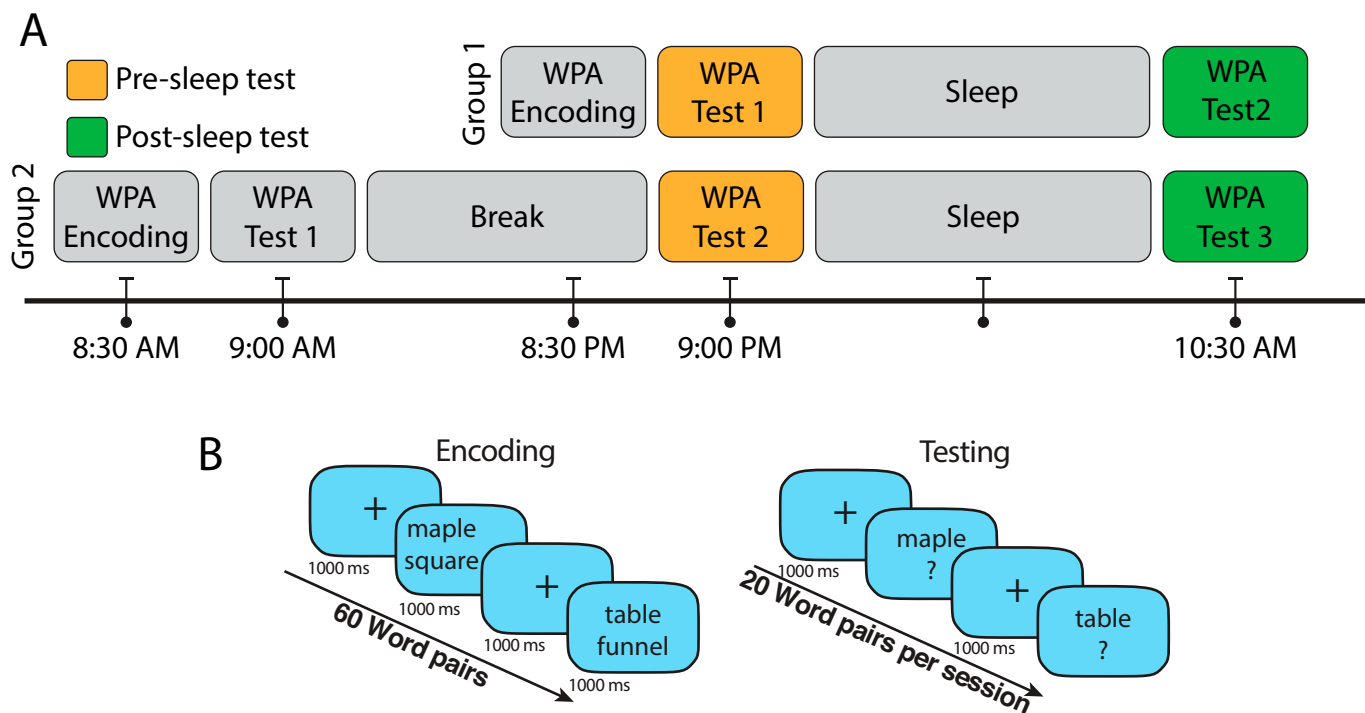 A
Pre-sleep test
Post-sleep test
Group 1
WPA
Encoding
WPA
Test 1
Sleep
WPA
Test2
Group 2
WPA
Encoding
WPA
Test 1
Break
WPA
Test 2
Sleep
WPA
Test 3
8:30 AM
9:00 AM
8:30 PM
9:00 PM
10:30 AM
B
Encoding
+
1000 ms
maple
square
1000 ms
+
1000 ms
table
funnel
1000 ms
60 Word pairs
Testing
+
1000 ms
maple
?
+
1000 ms
table
?
20 Word pairs per session